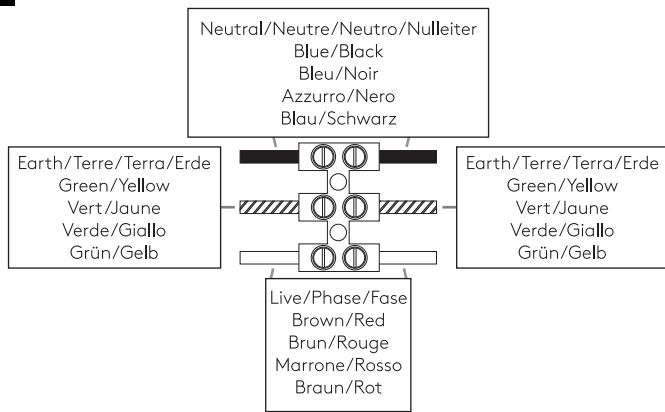 Neutral/Neutre/Neutro/Nulleiter
Blue/Black
Bleu/Noir
Azzurro/Nero
Blau/Schwarz
Earth/Terre/Terra/Erde
Green/Yellow
Vert/Jaune
Verde/Giallo
Grün/Gelb
Earth/Terre/Terra/Erde
Green/Yellow
Vert/Jaune
Verde/Giallo
Grün/Gelb
Live/Phase/Fase
Brown/Red
Brun/Rouge
Marrone/Rosso
Braun/Rot